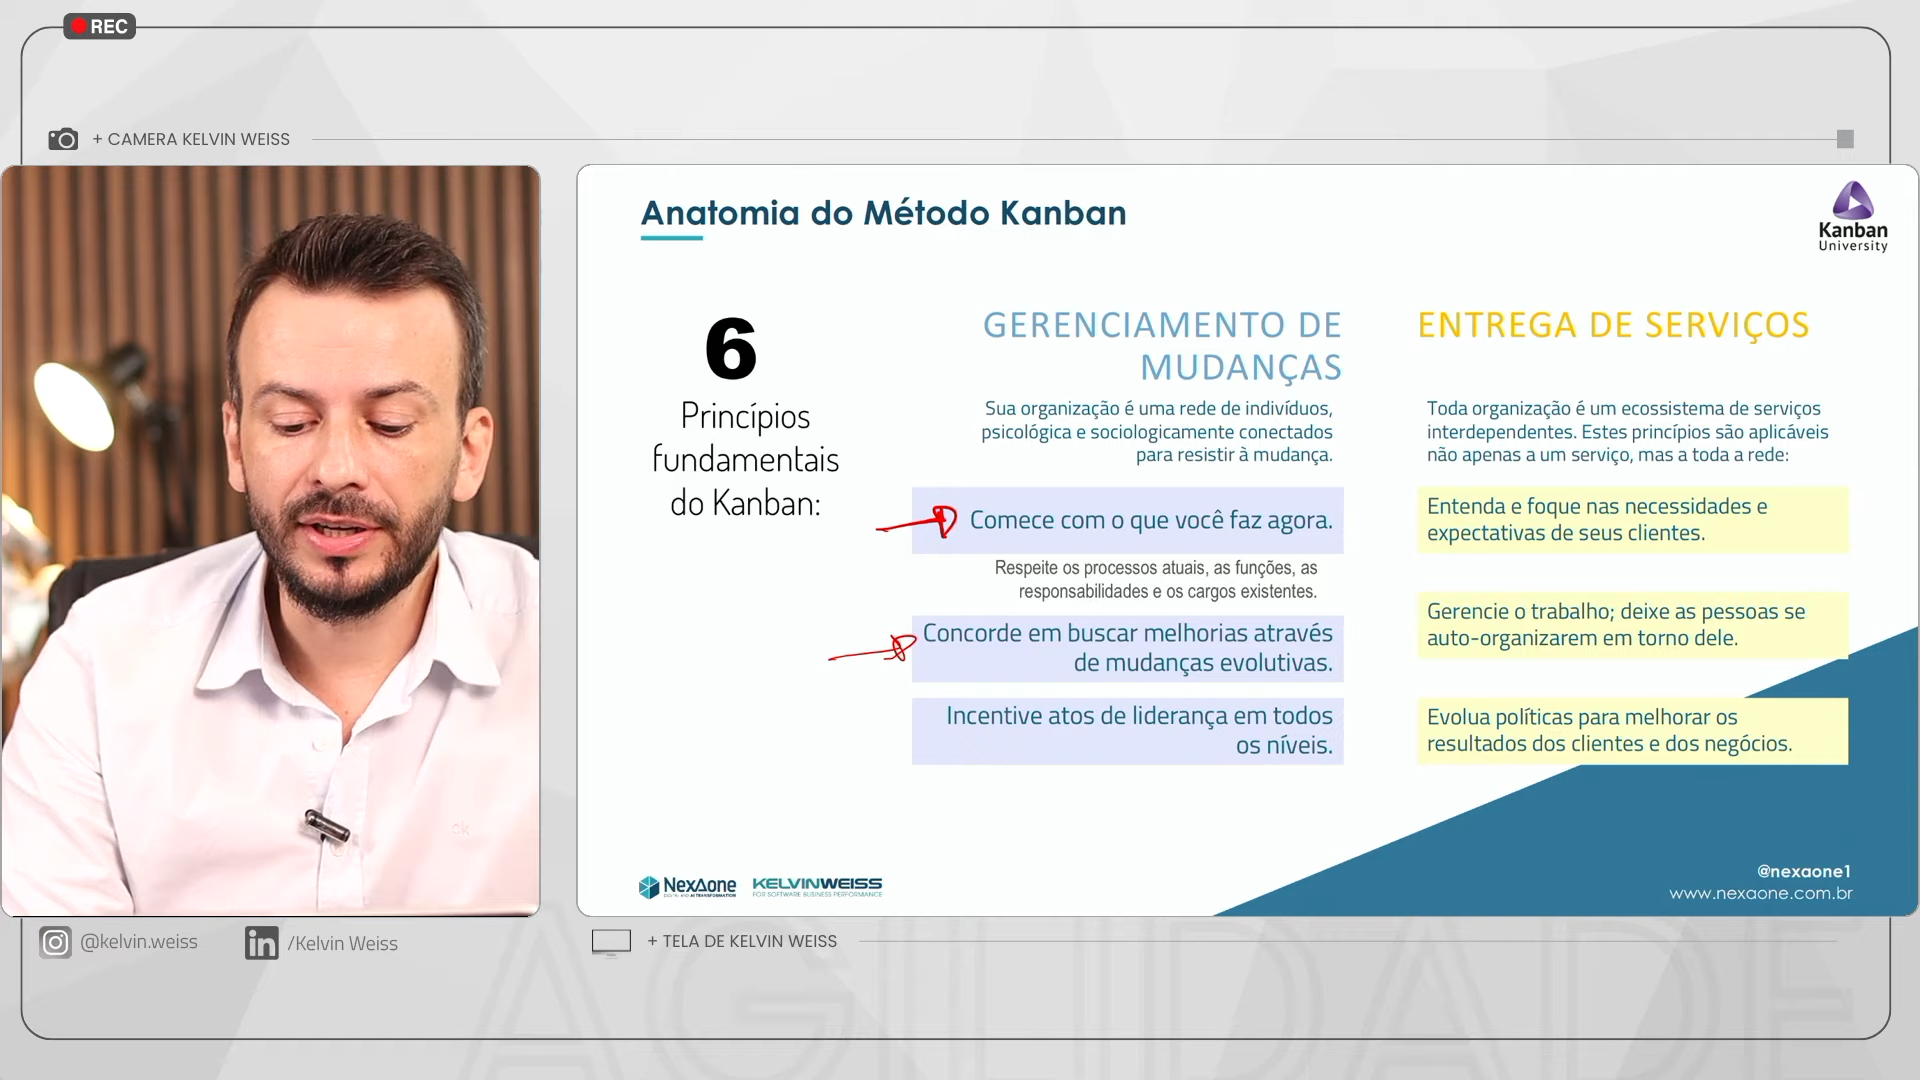 REC
+ CAMERA KELVIN WEISS
Anatomia do Método Kanban
Kanban
University
6
Princípios
fundamentais
do Kanban:
GERENCIAMENTO DE
MUDANÇAS
Sua organização é uma rede de indivíduos,
psicológica e sociologicamente conectados
para resistir à mudança.
Comece com o que você faz agora.
Respeite os processos atuais, as funções, as
responsabilidades e os cargos existentes.
Concorde em buscar melhorias através
de mudanças evolutivas.
Incentive atos de liderança em todos
os níveis.
ENTREGA DE SERVIÇOS
Toda organização é um ecossistema de serviços
interdependentes. Estes princípios são aplicáveis
não apenas a um serviço, mas a toda a rede:
Entenda e foque nas necessidades e
expectativas de seus clientes.
Gerencie o trabalho; deixe as pessoas se
auto-organizarem em torno dele.
Evolua políticas para melhorar os
resultados dos clientes e dos negócios.
NexAone
KELVINWEISS
FOR SOFTWARE BUSINESS PERFORMANCE
@nexaone1
www.nexaone.com.br
@kelvin.weiss
/Kelvin Weiss
+ TELA DE KELVIN WEISS
AGILIDADE
ck